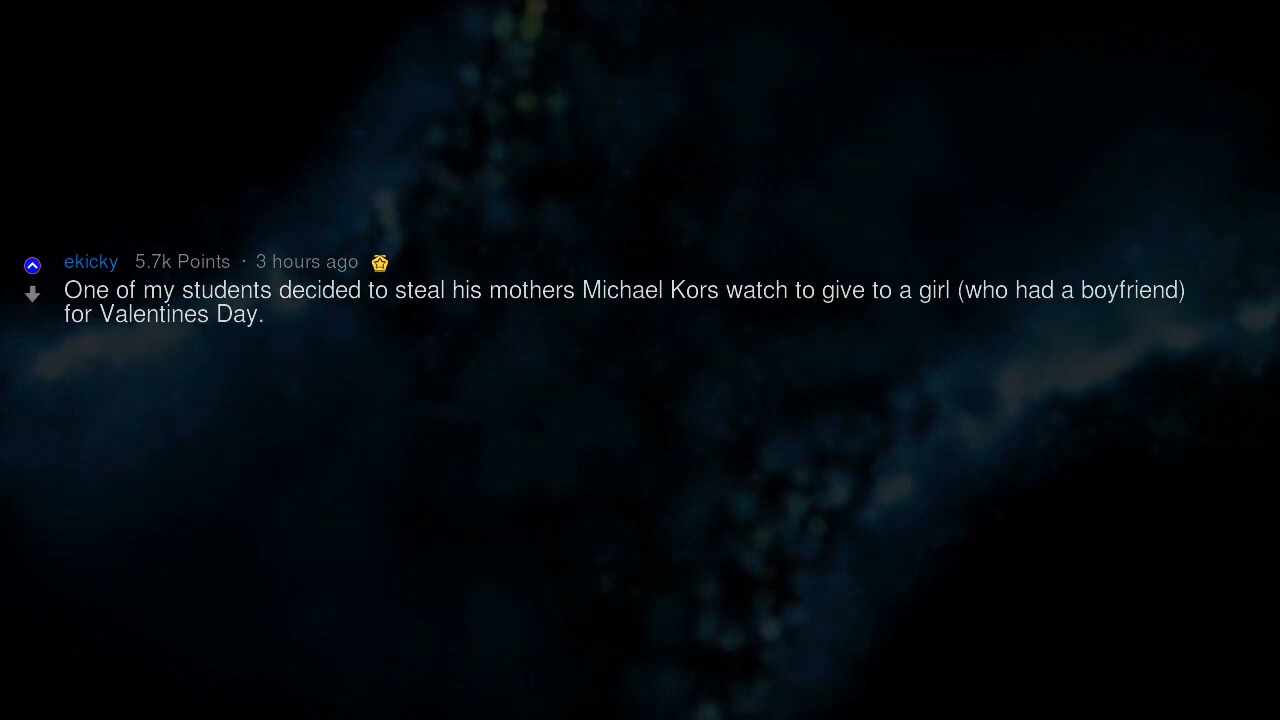 ekicky 5.7k Points · 3 hours ago
One of my students decided to steal his mothers Michael Kors watch to give to a girl (who had a boyfriend)
for Valentines Day.